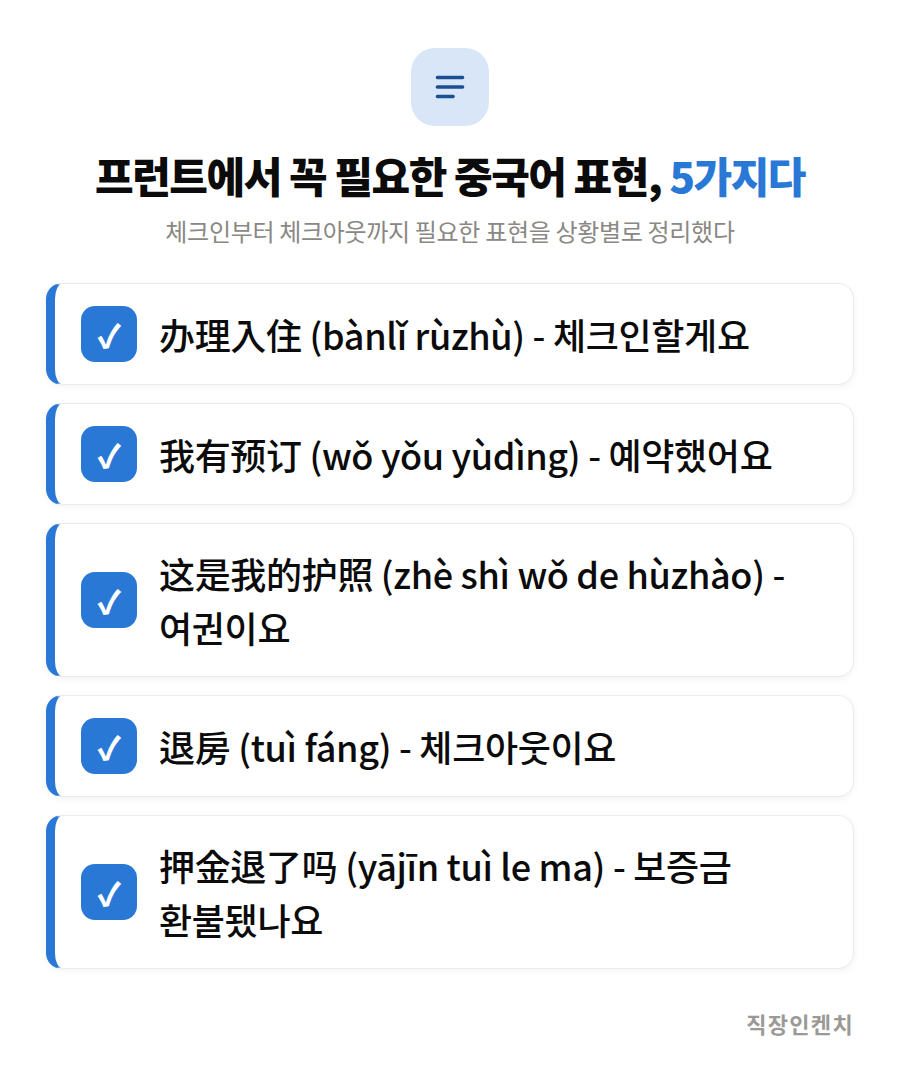 프런트에서 꼭 필요한 중국어 표현, 5가지다
체크인부터 체크아웃까지 필요한 표현을 상황별로 정리했다
办理入住 (bànlǐ rùzhù) - 체크인할게요
我有预订 (wǒ yǒu yùdìng) - 예약했어요
这是我的护照 (zhè shì wǒ de hùzhào) -
여권이요
退房 (tuì fáng) - 체크아웃이요
押金退了吗 (yājīn tuì le ma) - 보증금
환불됐나요
직장인켄치